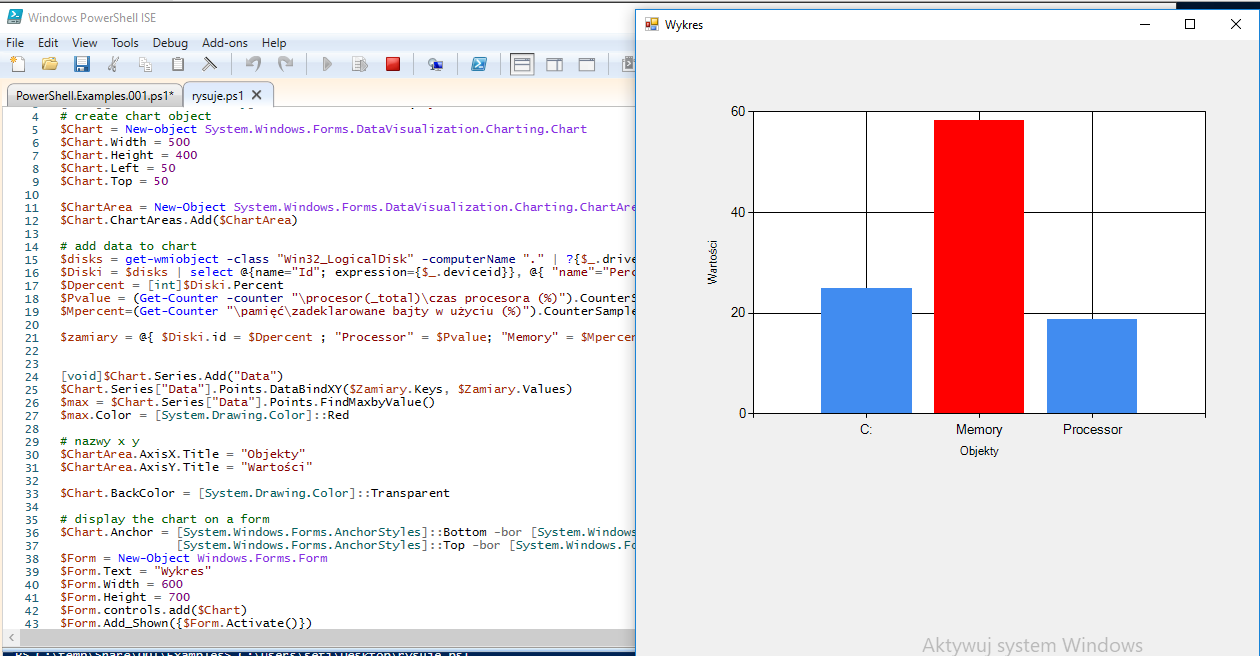 Windows PowerShell ISE
File Edit View Tools Debug Add-ons Help
PowerShell.Examples.001.ps1* rysuje.ps1
4 # create chart object
5 $Chart = New-object System.Windows.Forms.DataVisualization.Charting.Chart
6 $Chart.Width = 500
7 $Chart.Height = 400
8 $Chart.Left = 50
9 $Chart.Top = 50
10
11 $ChartArea = New-Object System.Windows.Forms.DataVisualization.Charting.ChartAre
12 $Chart.ChartAreas.Add($ChartArea)
13
14 # add data to chart
15 $disks = get-wmiobject -class "Win32_LogicalDisk" -computerName "." | ?{$_.drive
16 $Diski = $disks | select @{name="Id"; expression={$_.deviceid}}, @{ "name"="Perc
17 $Dpercent = [int]$Diski.Percent
18 $Pvalue = (Get-Counter -counter "\procesor(_total)\czas procesora (%)").CounterS
19 $Mpercent=(Get-Counter "\pamięć\zadeklarowane bajty w użyciu (%)").CounterSample
20
21 $zamiary = @{ $Diski.id = $Dpercent ; "Processor" = $Pvalue; "Memory" = $Mpercen
22
23
24 [void]$Chart.Series.Add("Data")
25 $Chart.Series["Data"].Points.DataBindXY($Zamiary.Keys, $Zamiary.Values)
26 $max = $Chart.Series["Data"].Points.FindMaxbyValue()
27 $max.Color = [System.Drawing.Color]::Red
28
29 # nazwy x y
30 $ChartArea.AxisX.Title = "Objekty"
31 $ChartArea.AxisY.Title = "Wartości"
32
33 $Chart.BackColor = [System.Drawing.Color]::Transparent
34
35 # display the chart on a form
36 $Chart.Anchor = [System.Windows.Forms.AnchorStyles]::Bottom -bor [System.Windows
37 [System.Windows.Forms.AnchorStyles]::Top -bor [System.Windows.Fo
38 $Form = New-Object Windows.Forms.Form
39 $Form.Text = "Wykres"
40 $Form.Width = 600
41 $Form.Height = 700
42 $Form.controls.add($Chart)
43 $Form.Add_Shown({$Form.Activate()})
Wykres
60
40
20
0
Wartości
C: Memory Processor
Objekty
Aktywuj system Windows